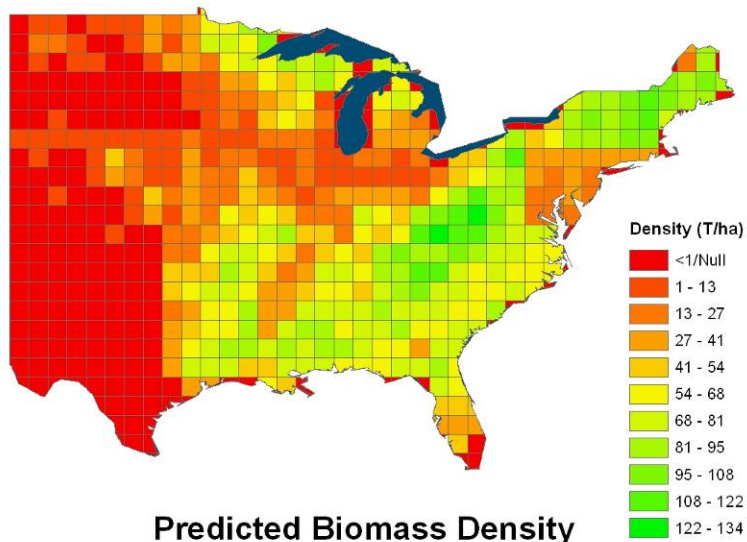 Density (T/ha)
<1/Null
1 - 13
13 - 27
27 - 41
41 - 54
54 - 68
68 - 81
81 - 95
95 - 108
108 - 122
122 - 134
Predicted Biomass Density